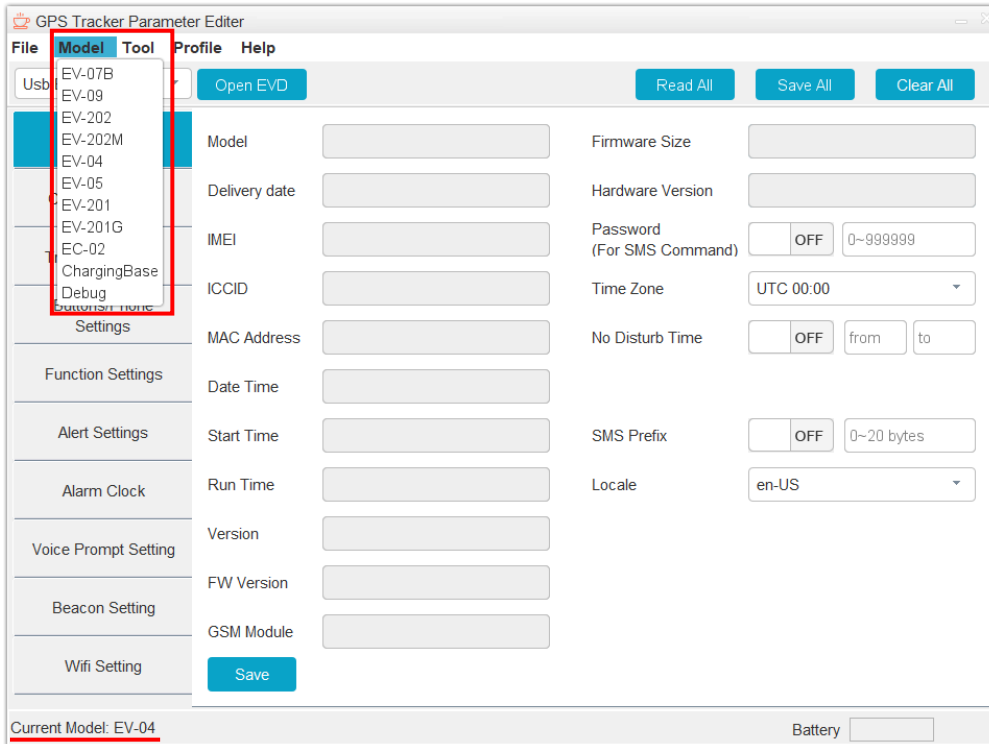 GPS Tracker Parameter Editer
File Model Tool Profile Help
EV-07B
EV-09
EV-202
EV-202M
EV-04
EV-05
EV-201
EV-201G
EC-02
ChargingBase
Debug
Usb
Open EVD
Read All
Save All
Clear All
Settings
Function Settings
Alert Settings
Alarm Clock
Voice Prompt Setting
Beacon Setting
Wifi Setting
Model
Delivery date
IMEI
ICCID
MAC Address
Date Time
Start Time
Run Time
Version
FW Version
GSM Module
Save
Firmware Size
Hardware Version
Password
(For SMS Command)
OFF
0~999999
Time Zone
UTC 00:00
No Disturb Time
OFF
from
to
SMS Prefix
OFF
0~20 bytes
Locale
en-US
Current Model: EV-04
Battery